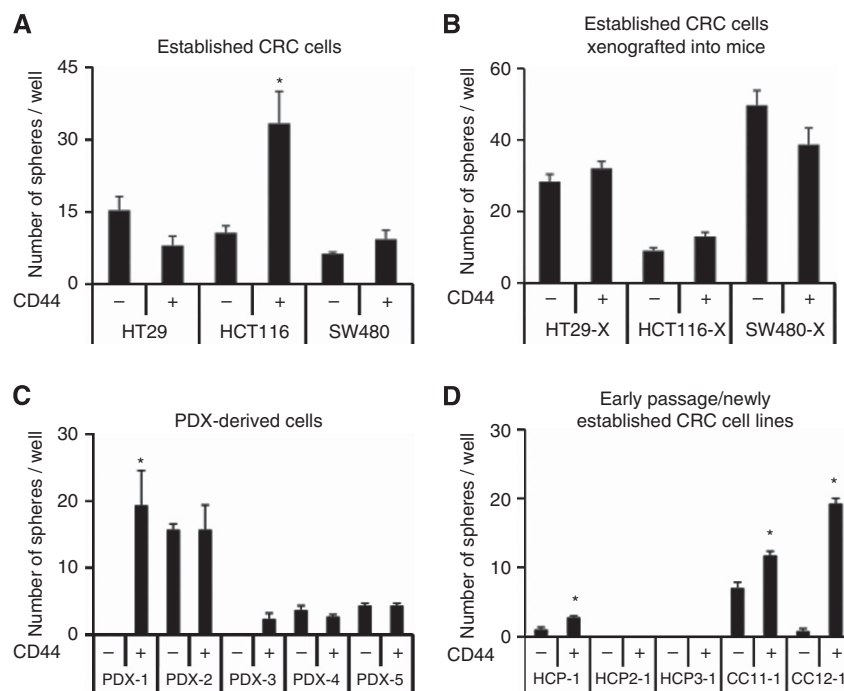 A
Established CRC cells
Number of spheres / well
45
30
15
0
*
CD44 – + – + – +
HT29 HCT116 SW480
B
Established CRC cells
xenografted into mice
Number of spheres / well
60
40
20
0
CD44 – + – + – +
HT29-X HCT116-X SW480-X
C
PDX-derived cells
Number of spheres / well
30
20
10
0
*
CD44 – + – + – + – + – +
PDX-1 PDX-2 PDX-3 PDX-4 PDX-5
D
Early passage/newly
established CRC cell lines
Number of spheres / well
30
20
10
0
* * *
CD44 – + – + – + – + – +
HCP-1 HCP2-1 HCP3-1 CC11-1 CC12-1